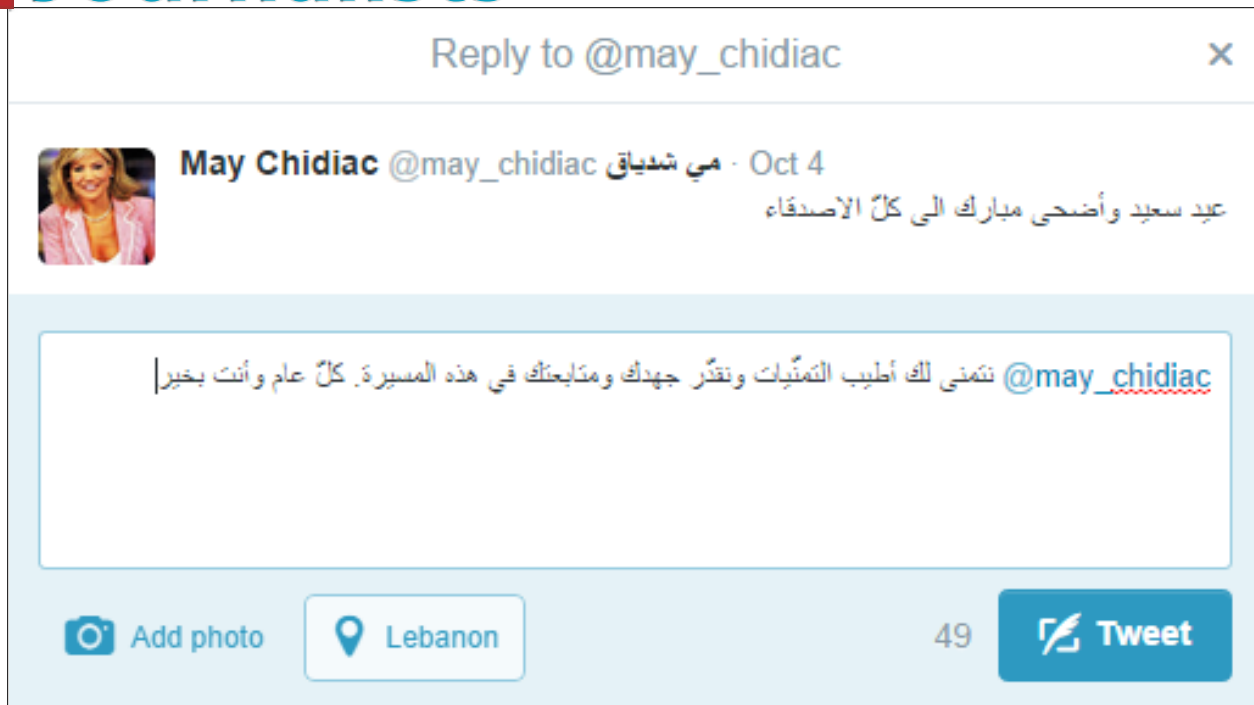 Reply to @may_chidiac ×
May Chidiac مي شدياق @may_chidiac · Oct 4
عيد سعيد وأضحى مبارك الى كلّ الاصدقاء
@may_chidiac نتمنى لك أطيب التمنّيات ونقدّر جهدك ومتابعتك في هذه المسيرة. كلّ عام وأنت بخير
Add photo Lebanon 49 Tweet